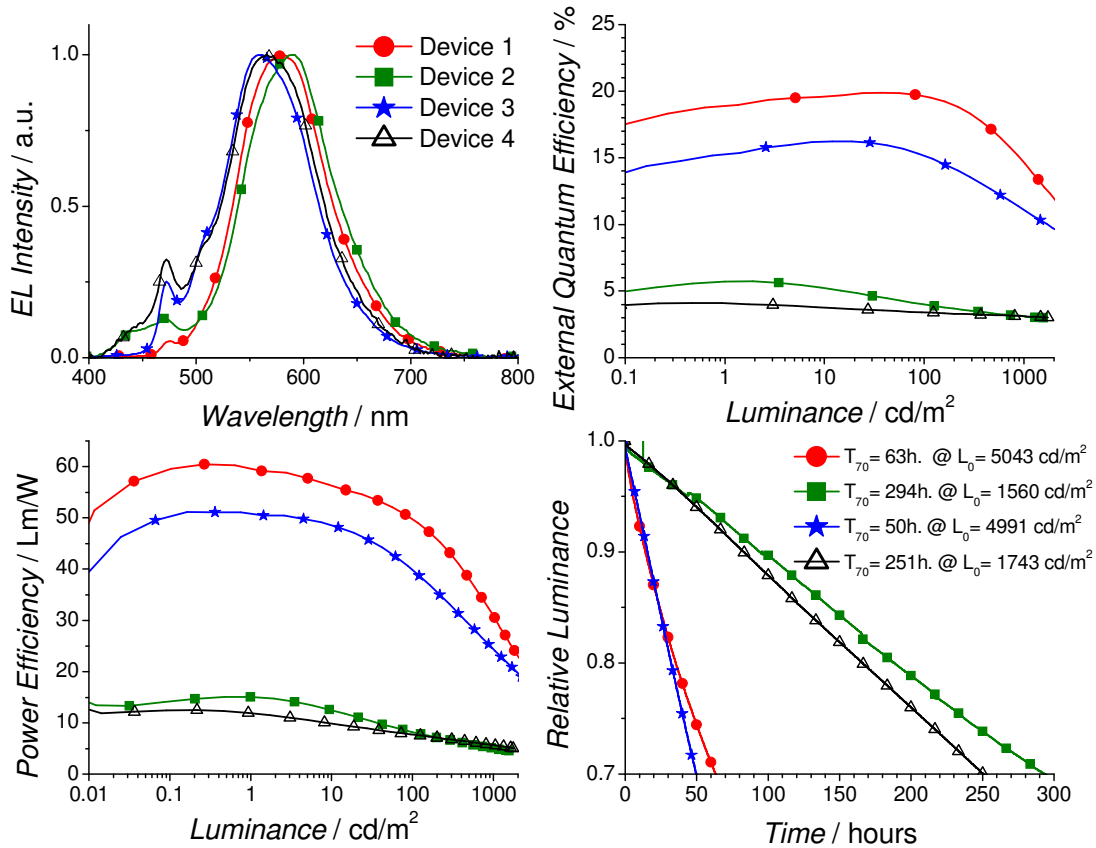 1.0
0.5
0.0
EL Intensity / a.u.
400
500
600
700
800
Wavelength / nm
Device 1
Device 2
Device 3
Device 4
25
20
15
10
5
0
External Quantum Efficiency / %
0.1
1
10
100
1000
Luminance / cd/m²
60
50
40
30
20
10
0
Power Efficiency / Lm/W
0.01
0.1
1
10
100
1000
Luminance / cd/m²
1.0
0.9
0.8
0.7
Relative Luminance
0
50
100
150
200
250
300
Time / hours
T₇₀= 63h. @ L₀= 5043 cd/m²
T₇₀= 294h. @ L₀= 1560 cd/m²
T₇₀= 50h. @ L₀= 4991 cd/m²
T₇₀= 251h. @ L₀= 1743 cd/m²